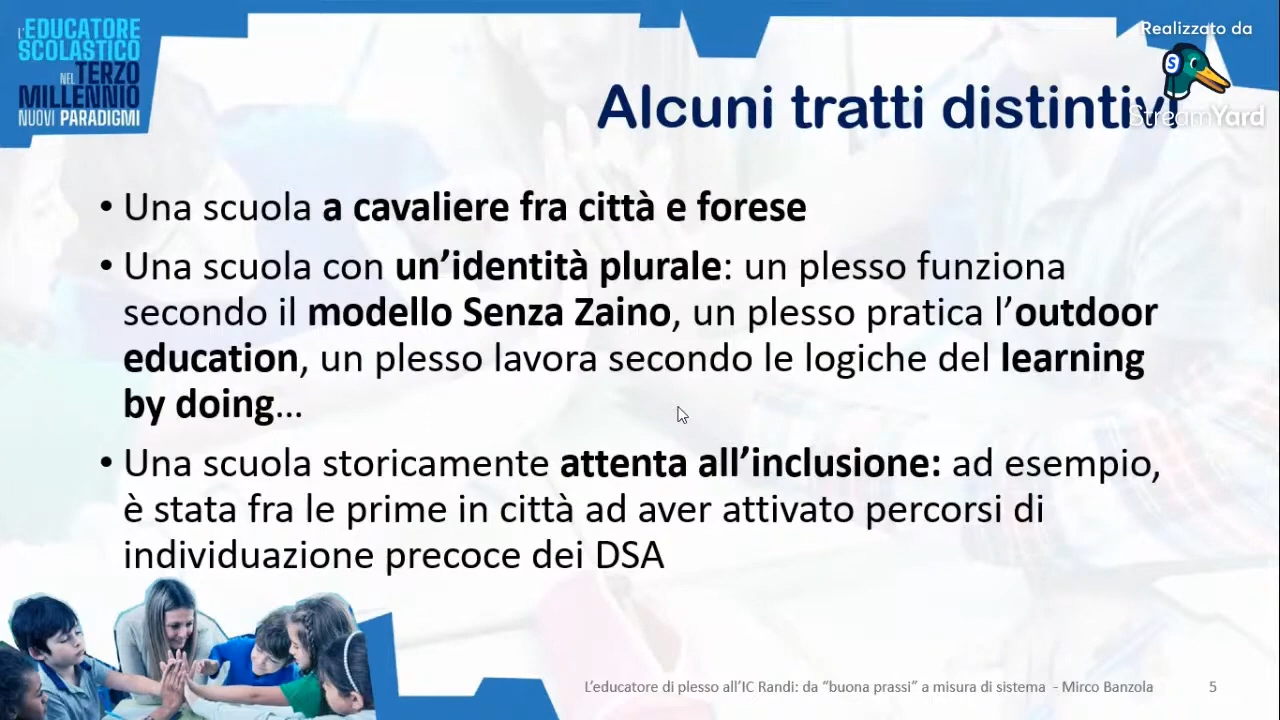 L'EDUCATORE
SCOLASTICO
NEL TERZO
MILLENNIO
NUOVI PARADIGMI
Realizzato da
StreamYard
Alcuni tratti distintivi
• Una scuola a cavaliere fra città e forese
• Una scuola con un’identità plurale: un plesso funziona
secondo il modello Senza Zaino, un plesso pratica l’outdoor
education, un plesso lavora secondo le logiche del learning
by doing...
• Una scuola storicamente attenta all’inclusione: ad esempio,
è stata fra le prime in città ad aver attivato percorsi di
individuazione precoce dei DSA
L’educatore di plesso all’IC Randi: da “buona prassi” a misura di sistema - Mirco Banzola
5